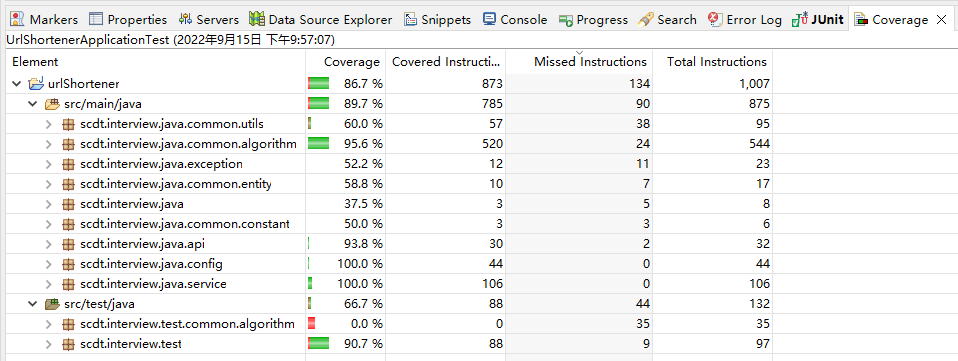 Markers Properties Servers Data Source Explorer Snippets Console Progress Search Error Log JUnit Coverage
UrlShortenerApplicationTest (2022年9月15日 下午9:57:07)
Element Coverage Covered Instructi... Missed Instructions Total Instructions
urlShortener 86.7 % 873 134 1,007
src/main/java 89.7 % 785 90 875
scdt.interview.java.common.utils 60.0 % 57 38 95
scdt.interview.java.common.algorithm 95.6 % 520 24 544
scdt.interview.java.exception 52.2 % 12 11 23
scdt.interview.java.common.entity 58.8 % 10 7 17
scdt.interview.java 37.5 % 3 5 8
scdt.interview.java.common.constant 50.0 % 3 3 6
scdt.interview.java.api 93.8 % 30 2 32
scdt.interview.java.config 100.0 % 44 0 44
scdt.interview.java.service 100.0 % 106 0 106
src/test/java 66.7 % 88 44 132
scdt.interview.test.common.algorithm 0.0 % 0 35 35
scdt.interview.test 90.7 % 88 9 97